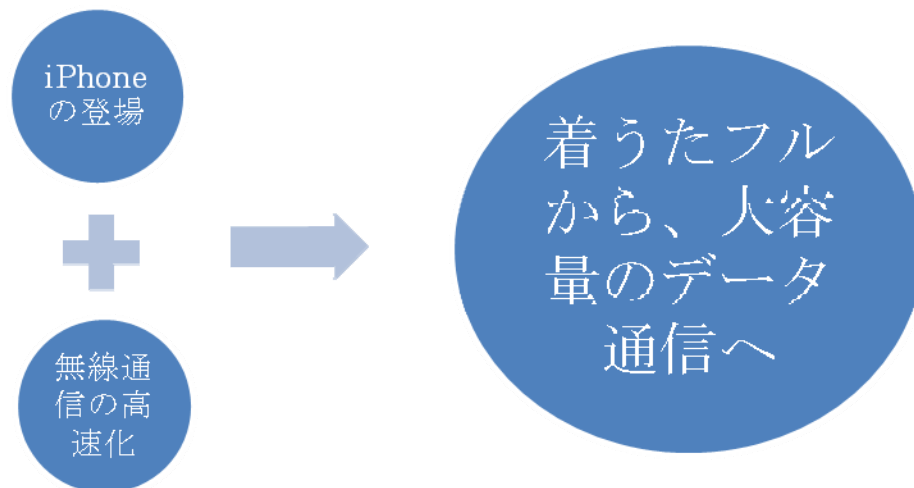 iPhone
の登場
無線通
信の高
速化
着うたフル
から、大容
量のデータ
通信へ